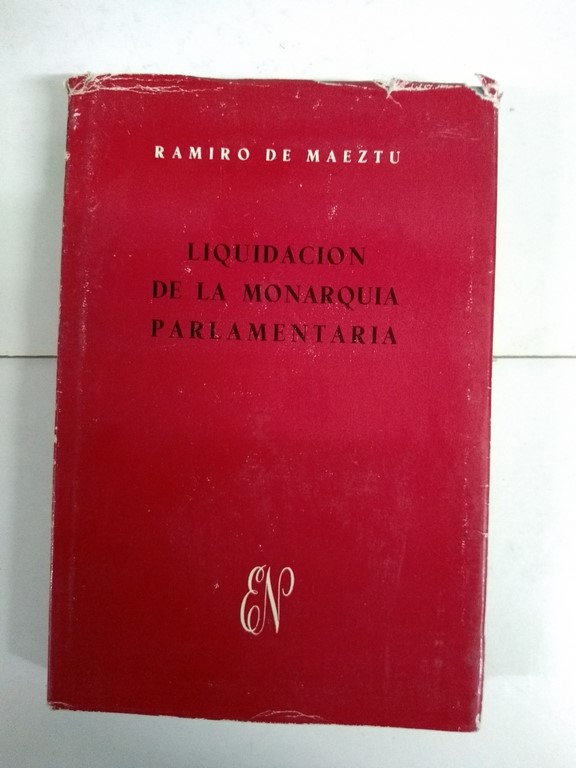 RAMIRO DE MAEZTU
LIQUIDACION
DE LA MONARQUIA
PARLAMENTARIA
EN